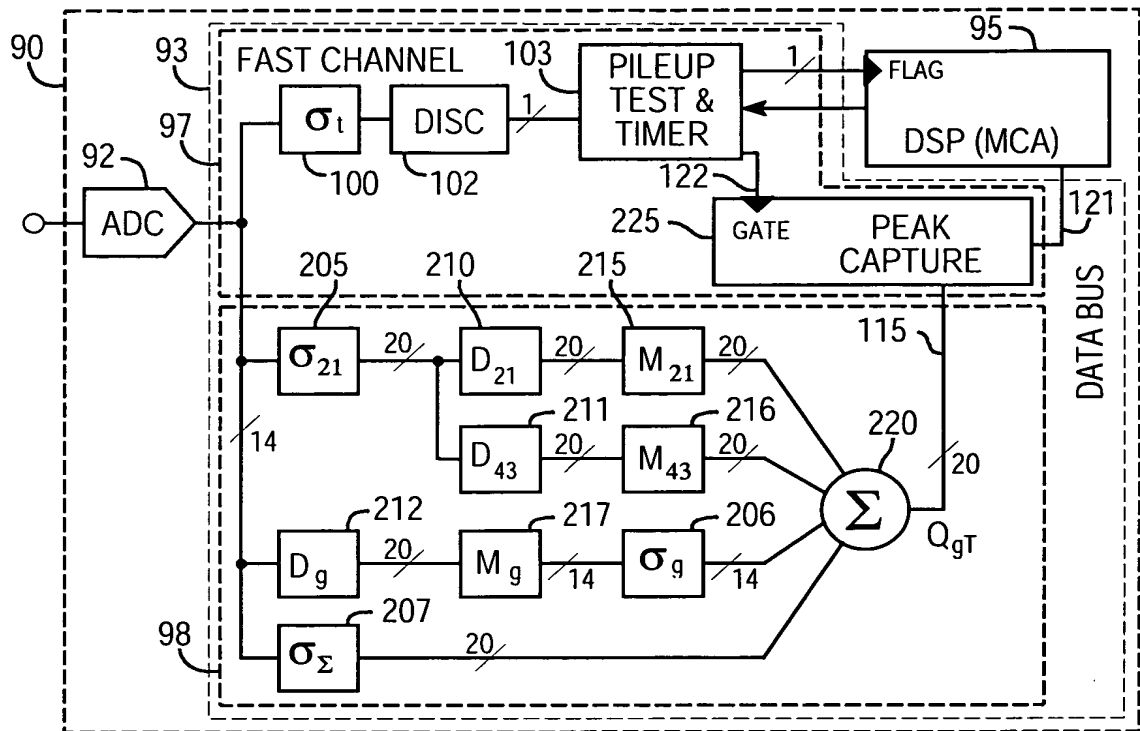 90
93
FAST CHANNEL
103
PILEUP
TEST &
TIMER
1
95
FLAG
DSP (MCA)
97
σt
100
DISC
102
1
92
ADC
122
225
GATE
PEAK
CAPTURE
121
DATA BUS
205
σ21
20
210
D21
20
215
M21
20
115
14
211
D43
20
216
M43
20
220
Σ
20
QgT
212
Dg
20
217
Mg
14
206
σg
14
207
σΣ
20
98